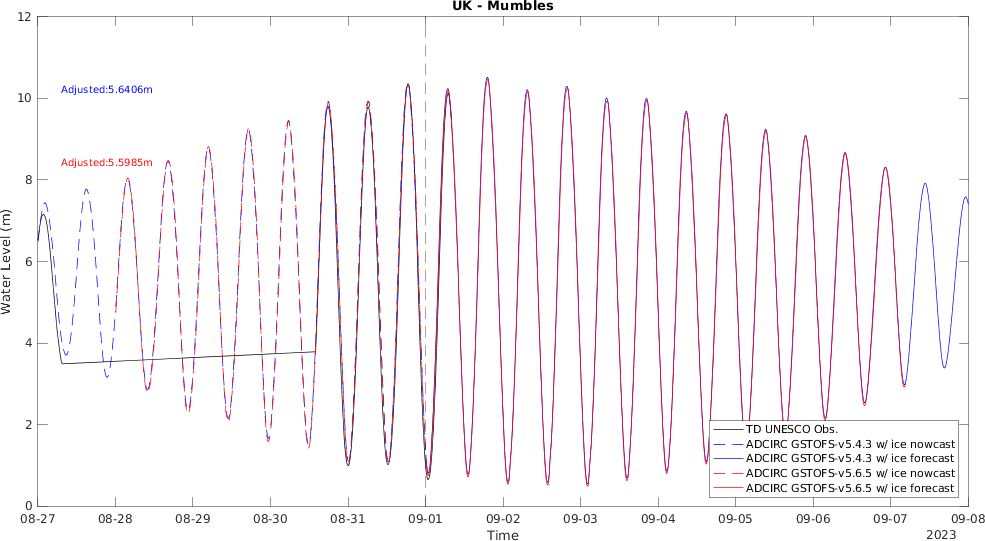 UK - Mumbles
12
10
8
6
4
2
0
Water Level (m)
Adjusted:5.6406m
Adjusted:5.5985m
TD UNESCO Obs.
ADCIRC GSTOFS-v5.4.3 w/ ice nowcast
ADCIRC GSTOFS-v5.4.3 w/ ice forecast
ADCIRC GSTOFS-v5.6.5 w/ ice nowcast
ADCIRC GSTOFS-v5.6.5 w/ ice forecast
08-27 08-28 08-29 08-30 08-31 09-01 09-02 09-03 09-04 09-05 09-06 09-07 09-08
Time
2023